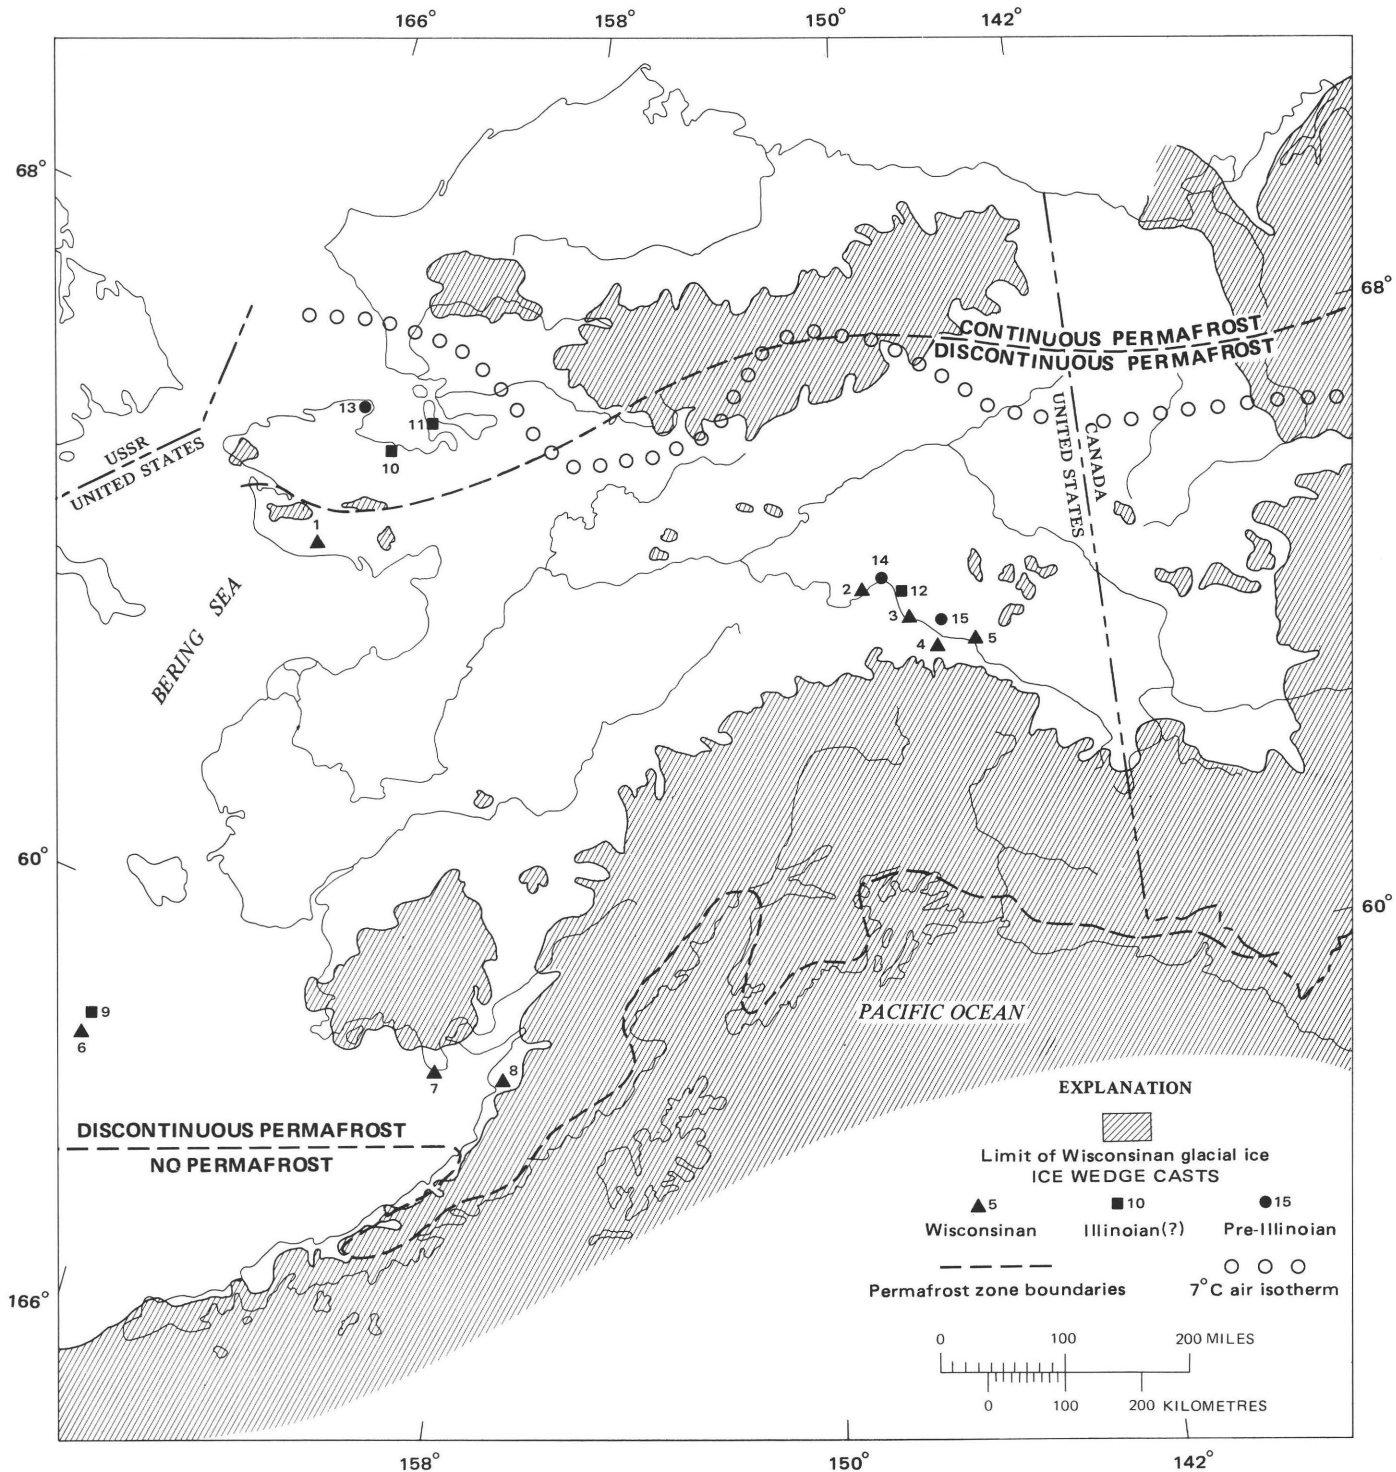 166° 158° 150° 142°
68°
68°
CONTINUOUS PERMAFROST
DISCONTINUOUS PERMAFROST
13
11
10
USSR
UNITED STATES
UNITED STATES
CANADA
1
BERING SEA
14
2
12
3
15
4
5
60°
60°
9
6
PACIFIC OCEAN
7
8
DISCONTINUOUS PERMAFROST
NO PERMAFROST
EXPLANATION
Limit of Wisconsinan glacial ice
ICE WEDGE CASTS
5 10 15
Wisconsinan Illinoian(?) Pre-Illinoian
Permafrost zone boundaries 7°C air isotherm
166°
0 100 200 MILES
0 100 200 KILOMETRES
158° 150° 142°